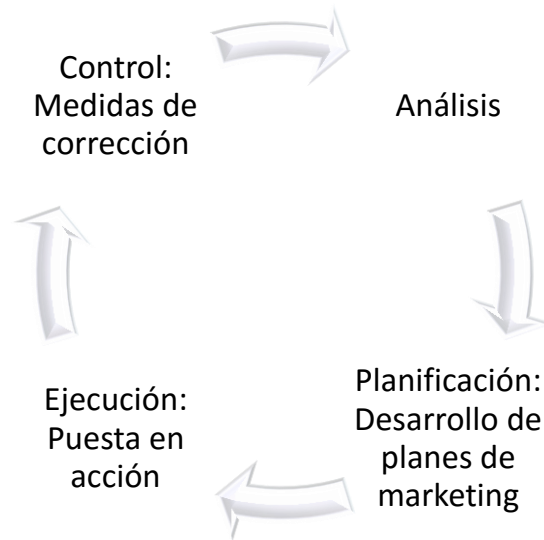 Control:
Medidas de
corrección
Análisis
Planificación:
Desarrollo de
planes de
marketing
Ejecución:
Puesta en
acción